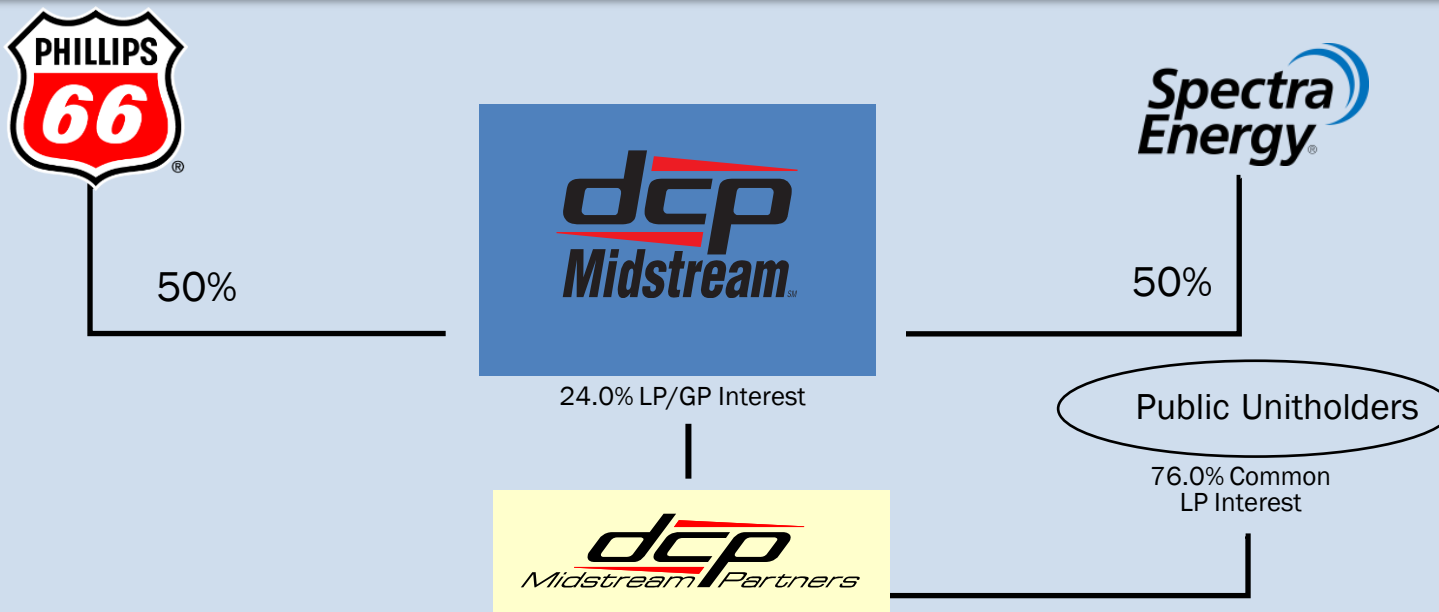 PHILLIPS
66
®
Spectra
Energy®
dcp
Midstream℠
50%
50%
24.0% LP/GP Interest
Public Unitholders
76.0% Common
LP Interest
dcp
Midstream Partners